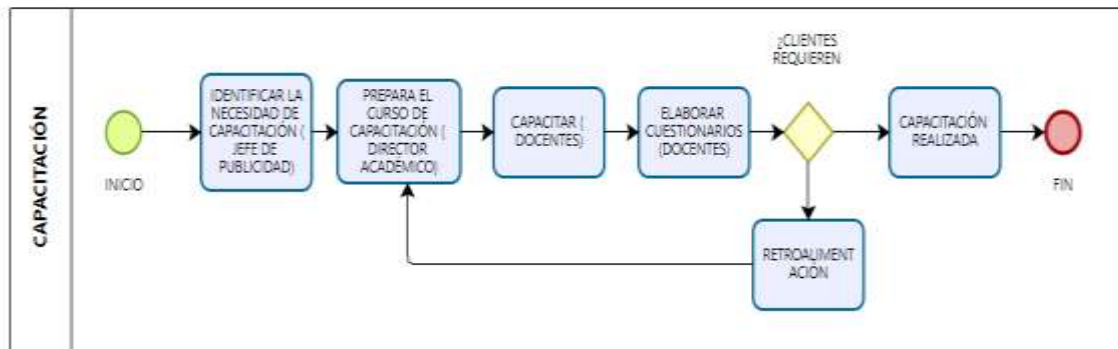 CAPACITACIÓN
INICIO
IDENTIFICAR LA
NECESIDAD DE
CAPACITACIÓN (
JEFE DE
PUBLICIDAD)
PREPARA EL
CURSO DE
CAPACITACIÓN (
DIRECTOR
ACADÉMICO)
CAPACITAR (
DOCENTES)
ELABORAR
CUESTIONARIOS
(DOCENTES)
¿CLIENTES
REQUIEREN
CAPACITACIÓN
REALIZADA
FIN
RETROALIMENT
ACIÓN